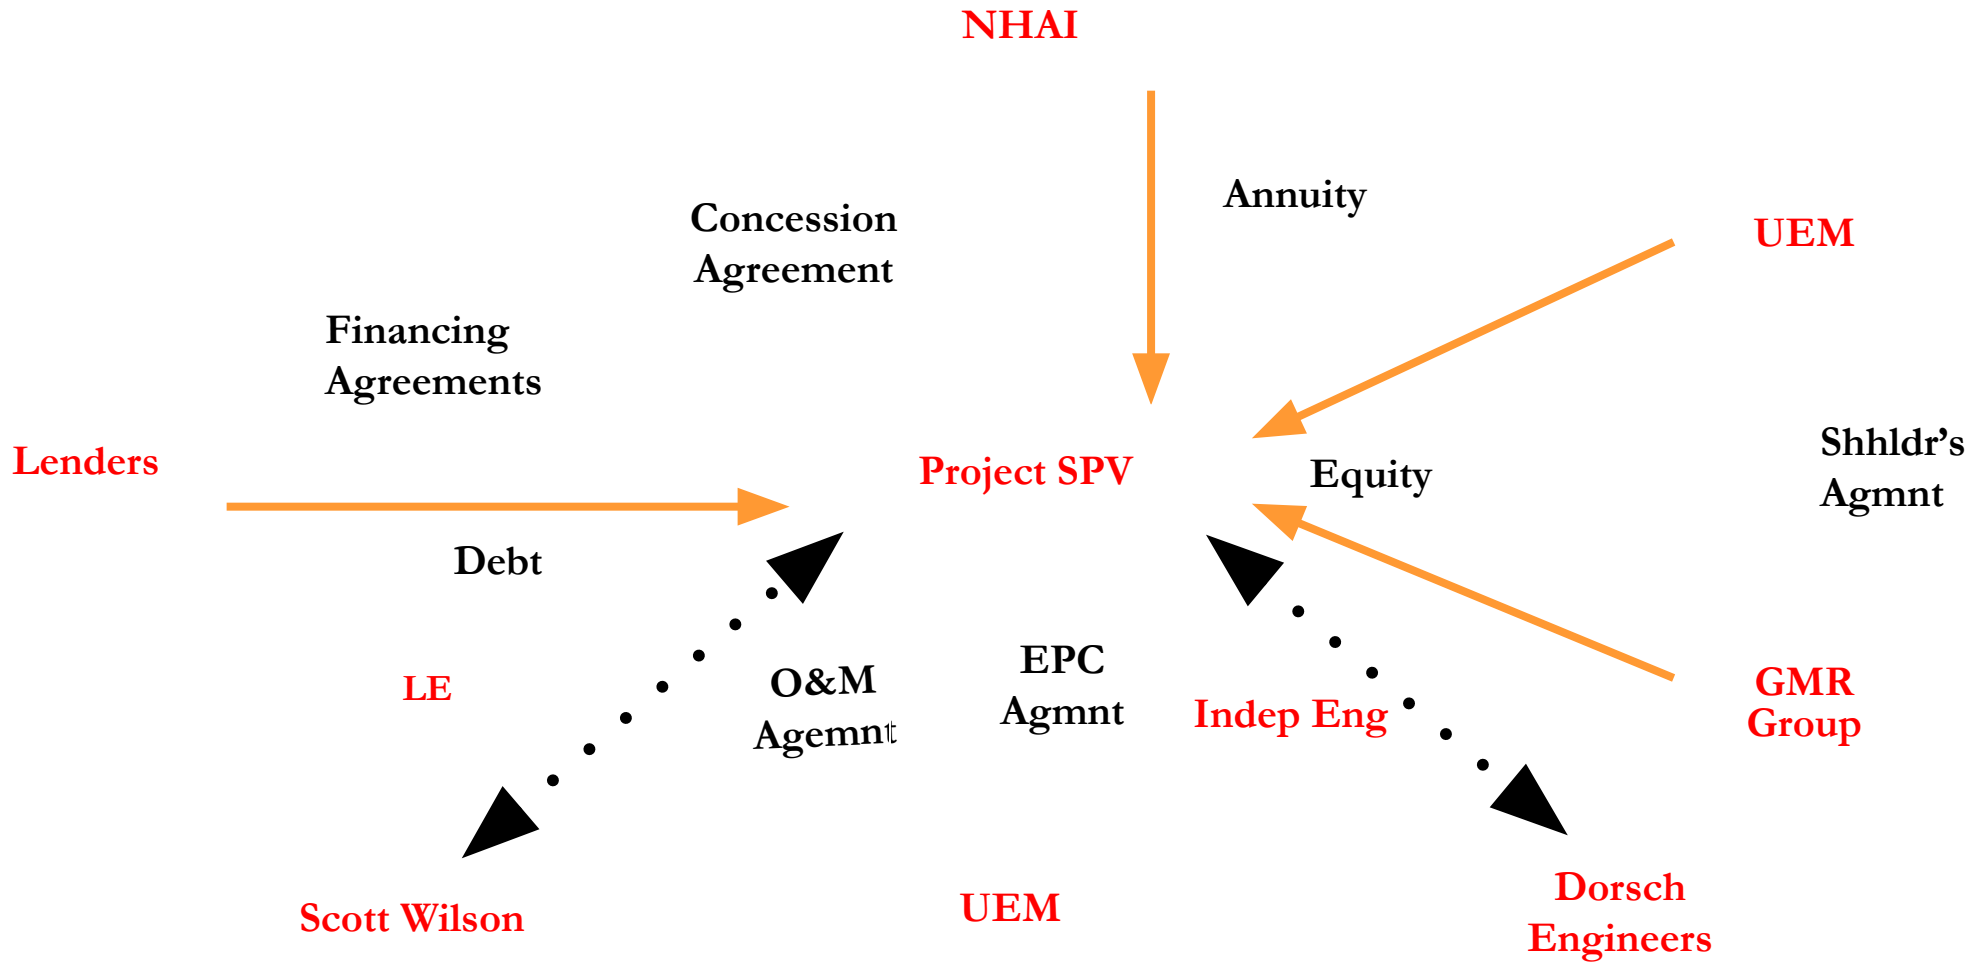 NHAI
Annuity
Concession
Agreement
UEM
Financing
Agreements
Lenders
Project SPV
Equity
Shhldr’s
Agmnt
Debt
LE
O&M
Agemnt
EPC
Agmnt
Indep Eng
GMR
Group
Scott Wilson
UEM
Dorsch
Engineers